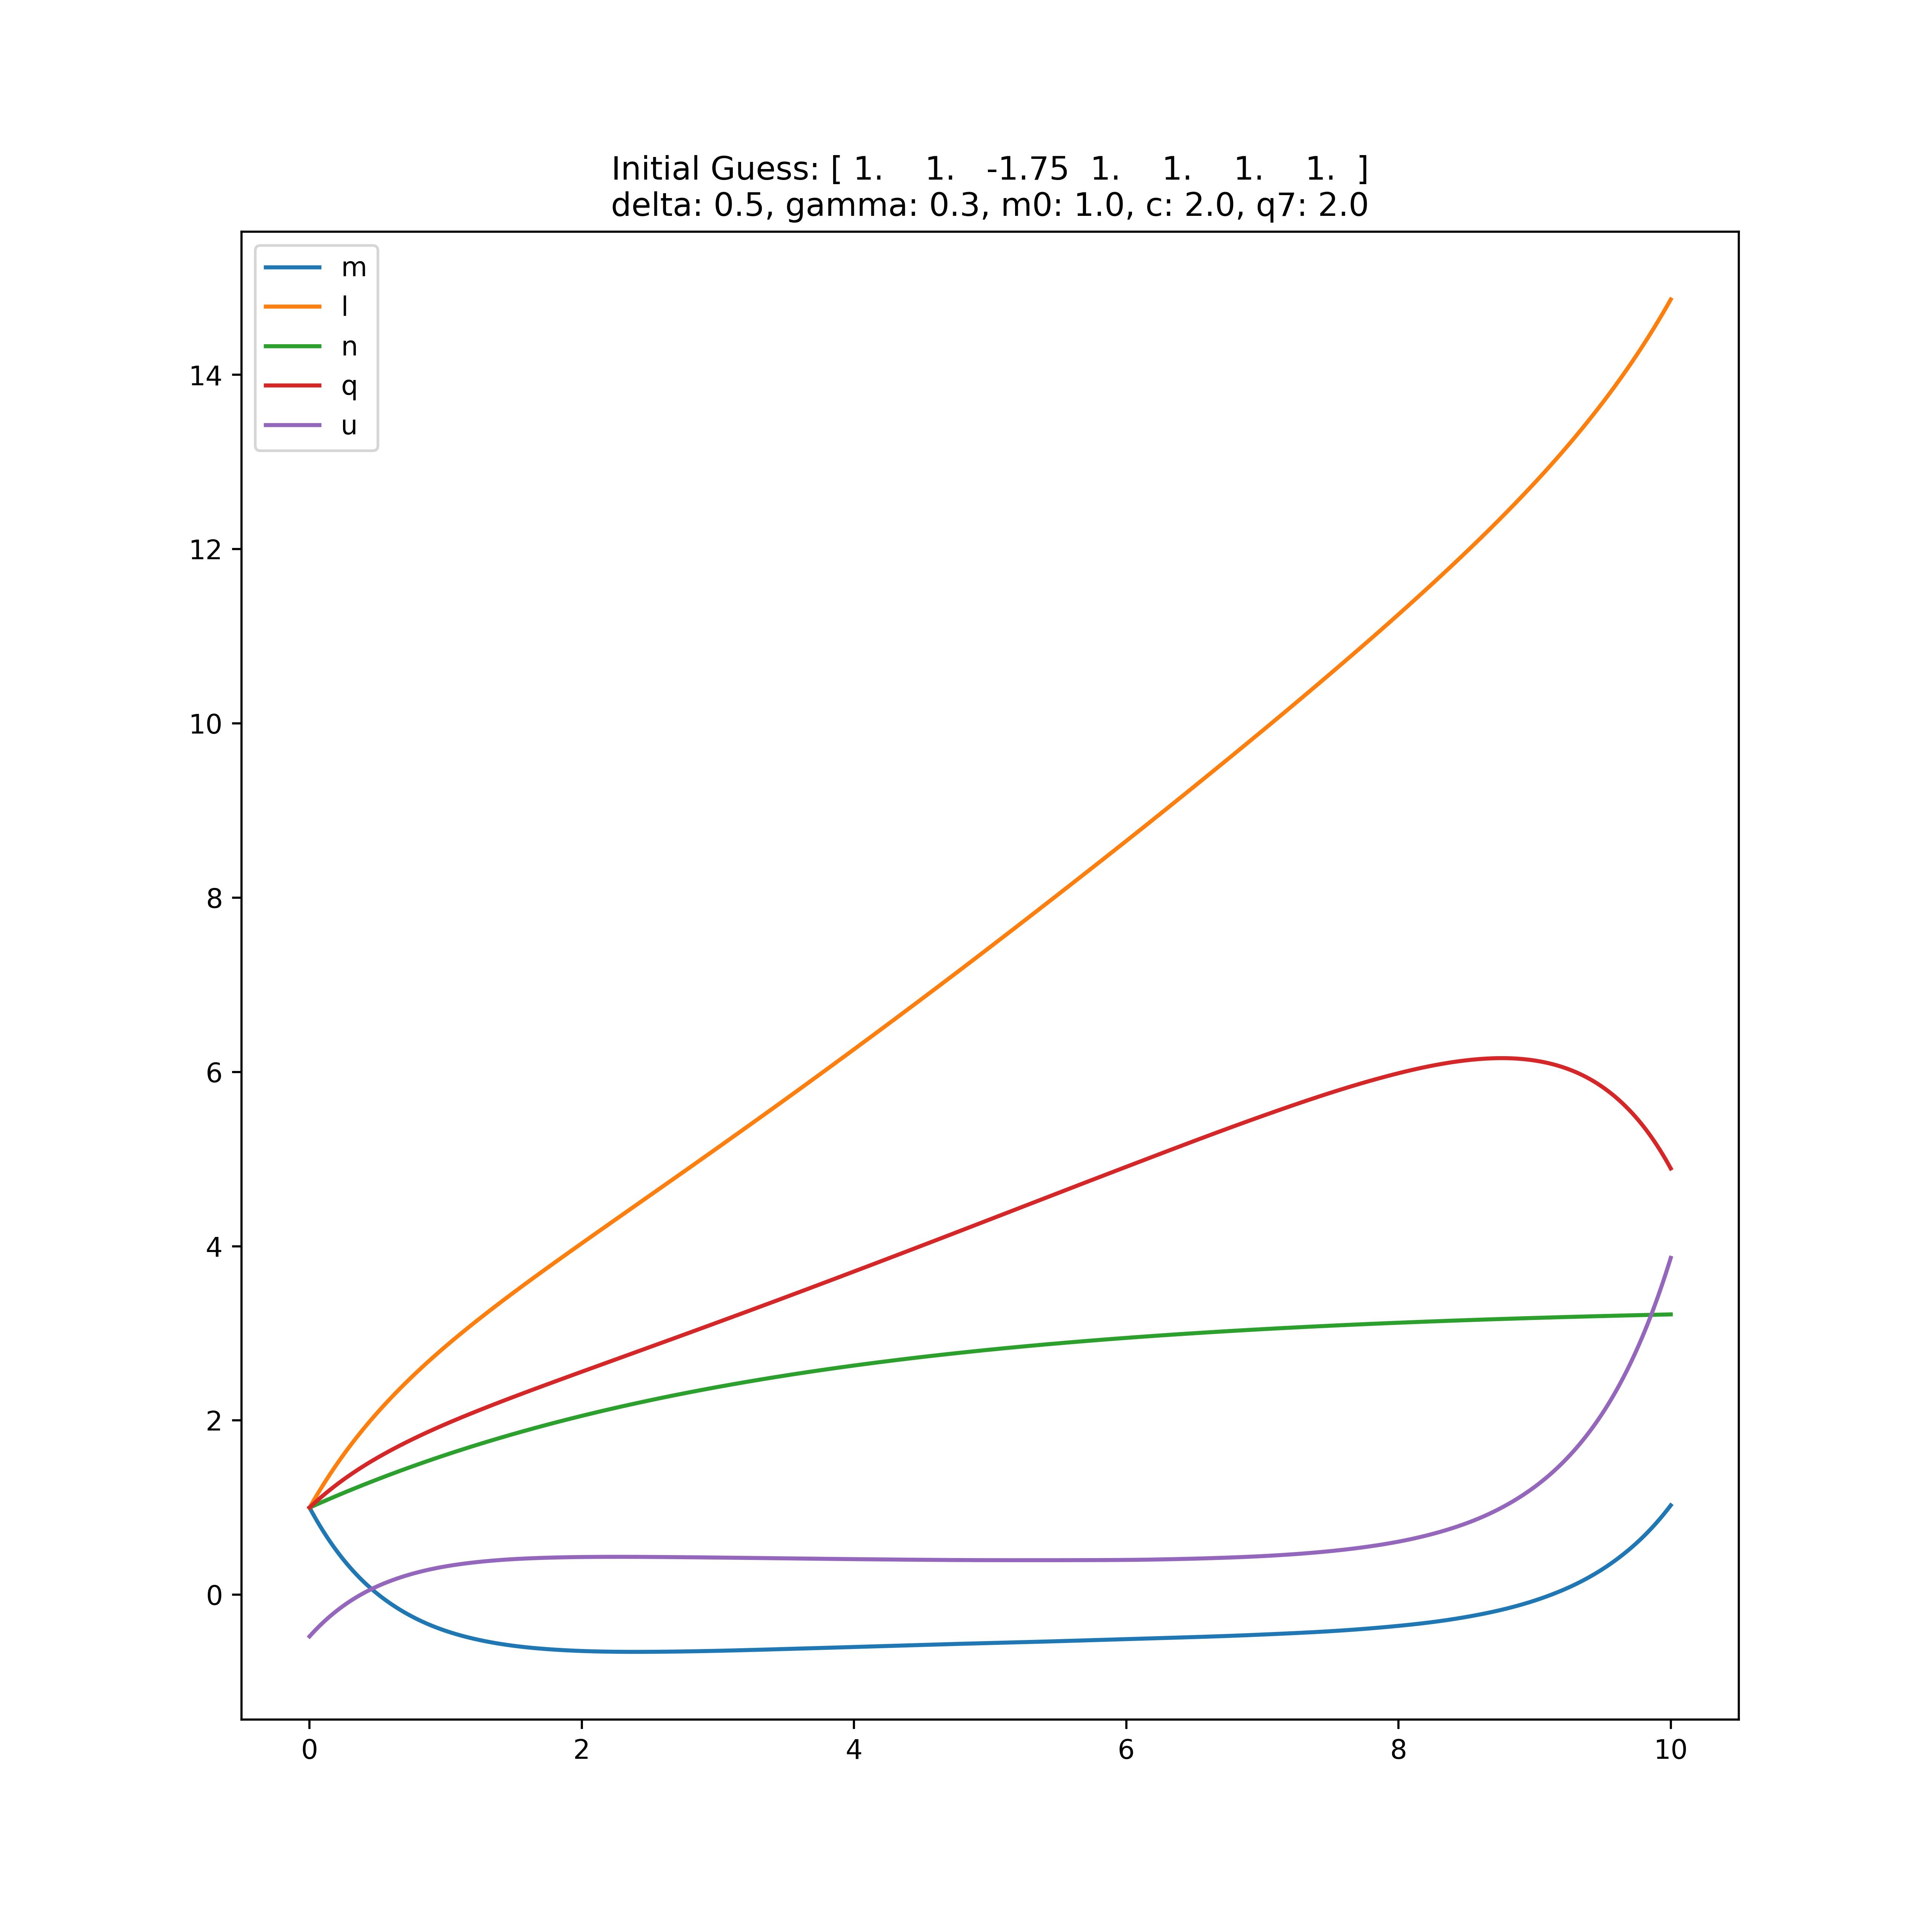 Initial Guess: [ 1. 1. -1.75 1. 1. 1. 1. ]
delta: 0.5, gamma: 0.3, m0: 1.0, c: 2.0, q7: 2.0
m
l
n
q
u
14
12
10
8
6
4
2
0
0 2 4 6 8 10